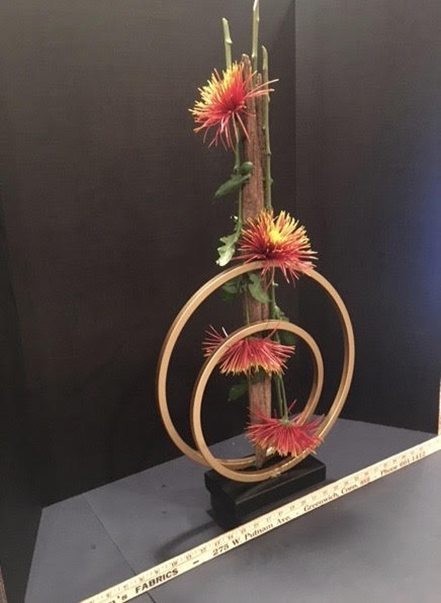 's FABRICS — 275 W. Putnam Ave. - Greenwich, Conn.